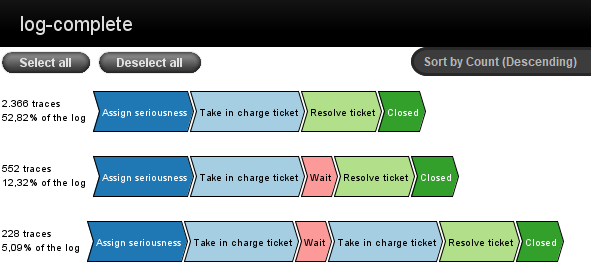 log-complete
Select all Deselect all Sort by Count (Descending)
2.366 traces
52,82% of the log
Assign seriousness Take in charge ticket Resolve ticket Closed
552 traces
12,32% of the log
Assign seriousness Take in charge ticket Wait Resolve ticket Closed
228 traces
5,09% of the log
Assign seriousness Take in charge ticket Wait Take in charge ticket Resolve ticket Closed